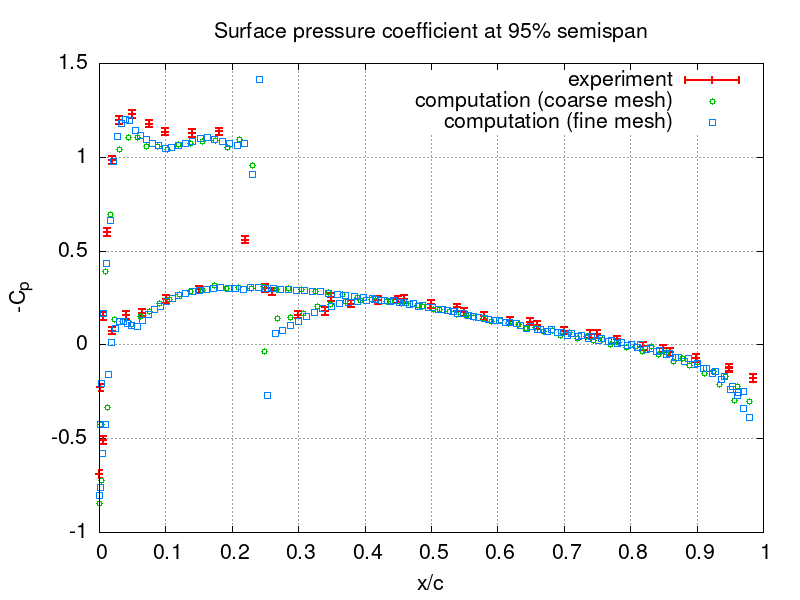 Surface pressure coefficient at 95% semispan
experiment
computation (coarse mesh)
computation (fine mesh)
1.5
1
0.5
0
-0.5
-1
-Cp
0 0.1 0.2 0.3 0.4 0.5 0.6 0.7 0.8 0.9 1
x/c